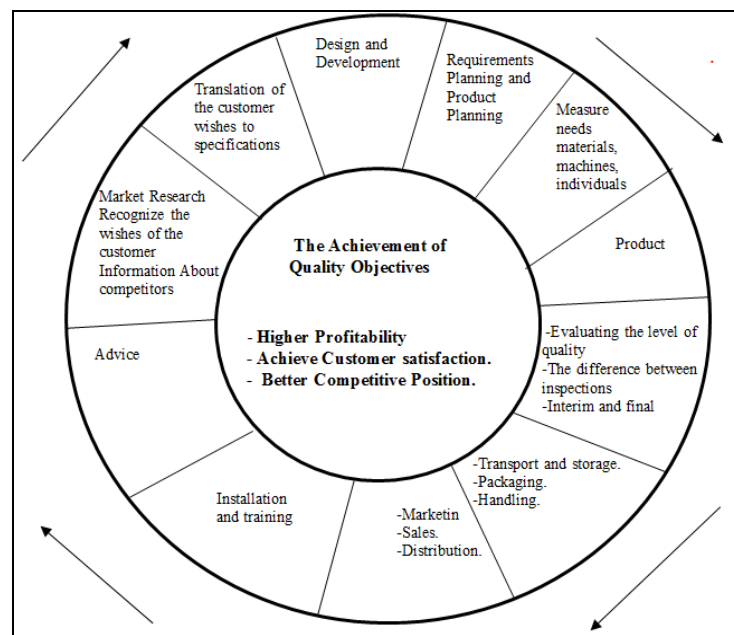 Design and
Development
Requirements
Planning and
Product
Planning
Measure
needs
materials,
machines,
individuals
Product
-Evaluating the level of
quality
-The difference between
inspections
-Interim and final
-Transport and storage.
-Packaging.
-Handling.
-Marketin
-Sales.
-Distribution.
Installation
and training
Advice
Market Research
Recognize the
wishes of the
customer
Information About
competitors
Translation of
the customer
wishes to
specifications
The Achievement of
Quality Objectives
- Higher Profitability
- Achieve Customer satisfaction.
- Better Competitive Position.